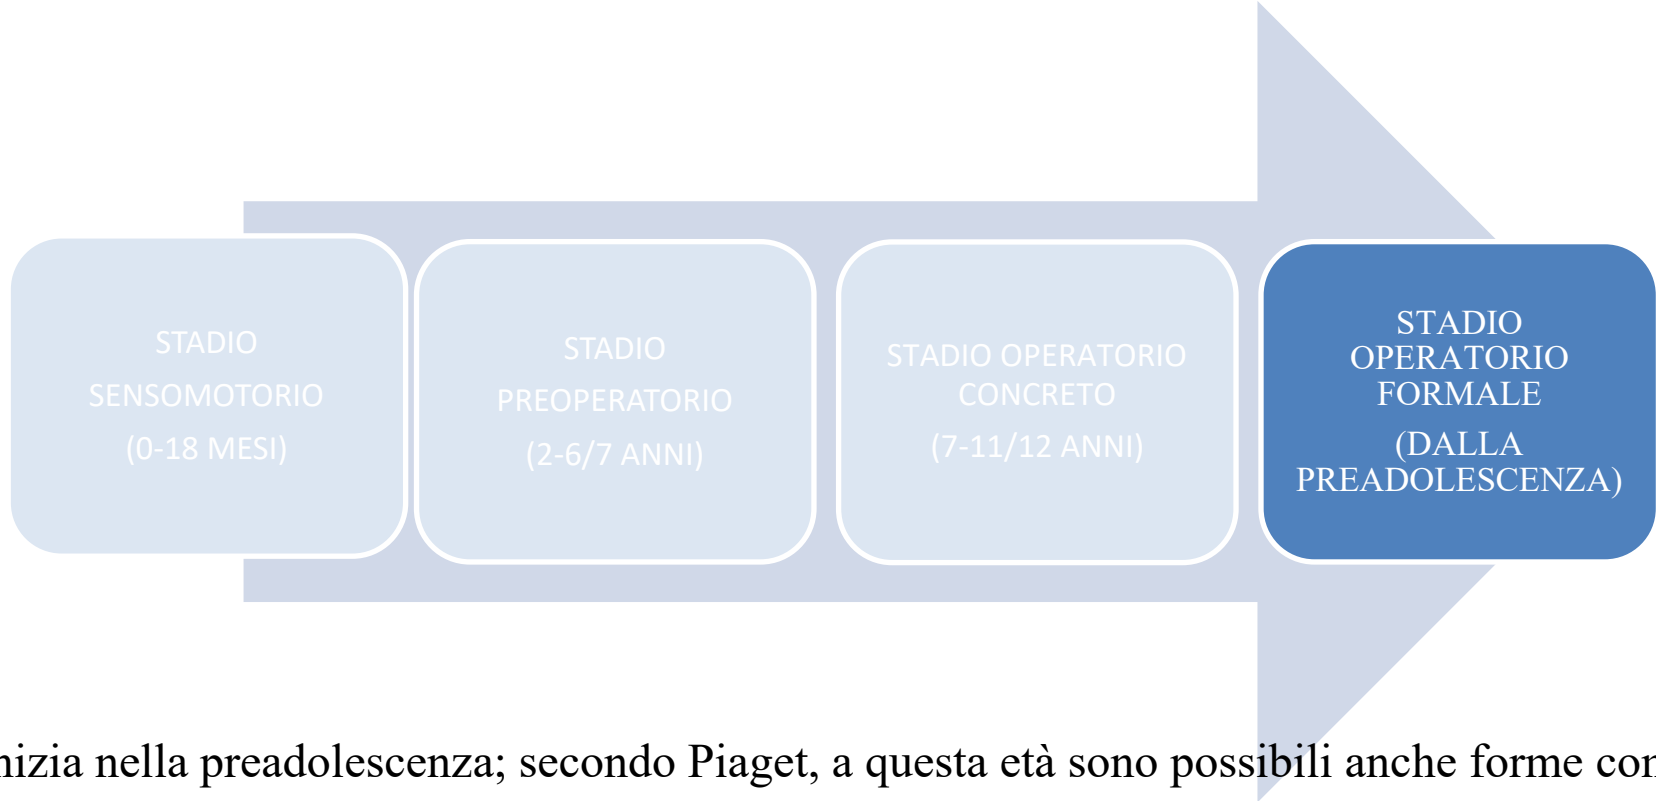 STADIO
SENSOMOTORIO
(0-18 MESI)
STADIO
PREOPERATORIO
(2-6/7 ANNI)
STADIO OPERATORIO
CONCRETO
(7-11/12 ANNI)
STADIO
OPERATORIO
FORMALE
(DALLA
PREADOLESCENZA)
nizia nella preadolescenza; secondo Piaget, a questa età sono possibili anche forme